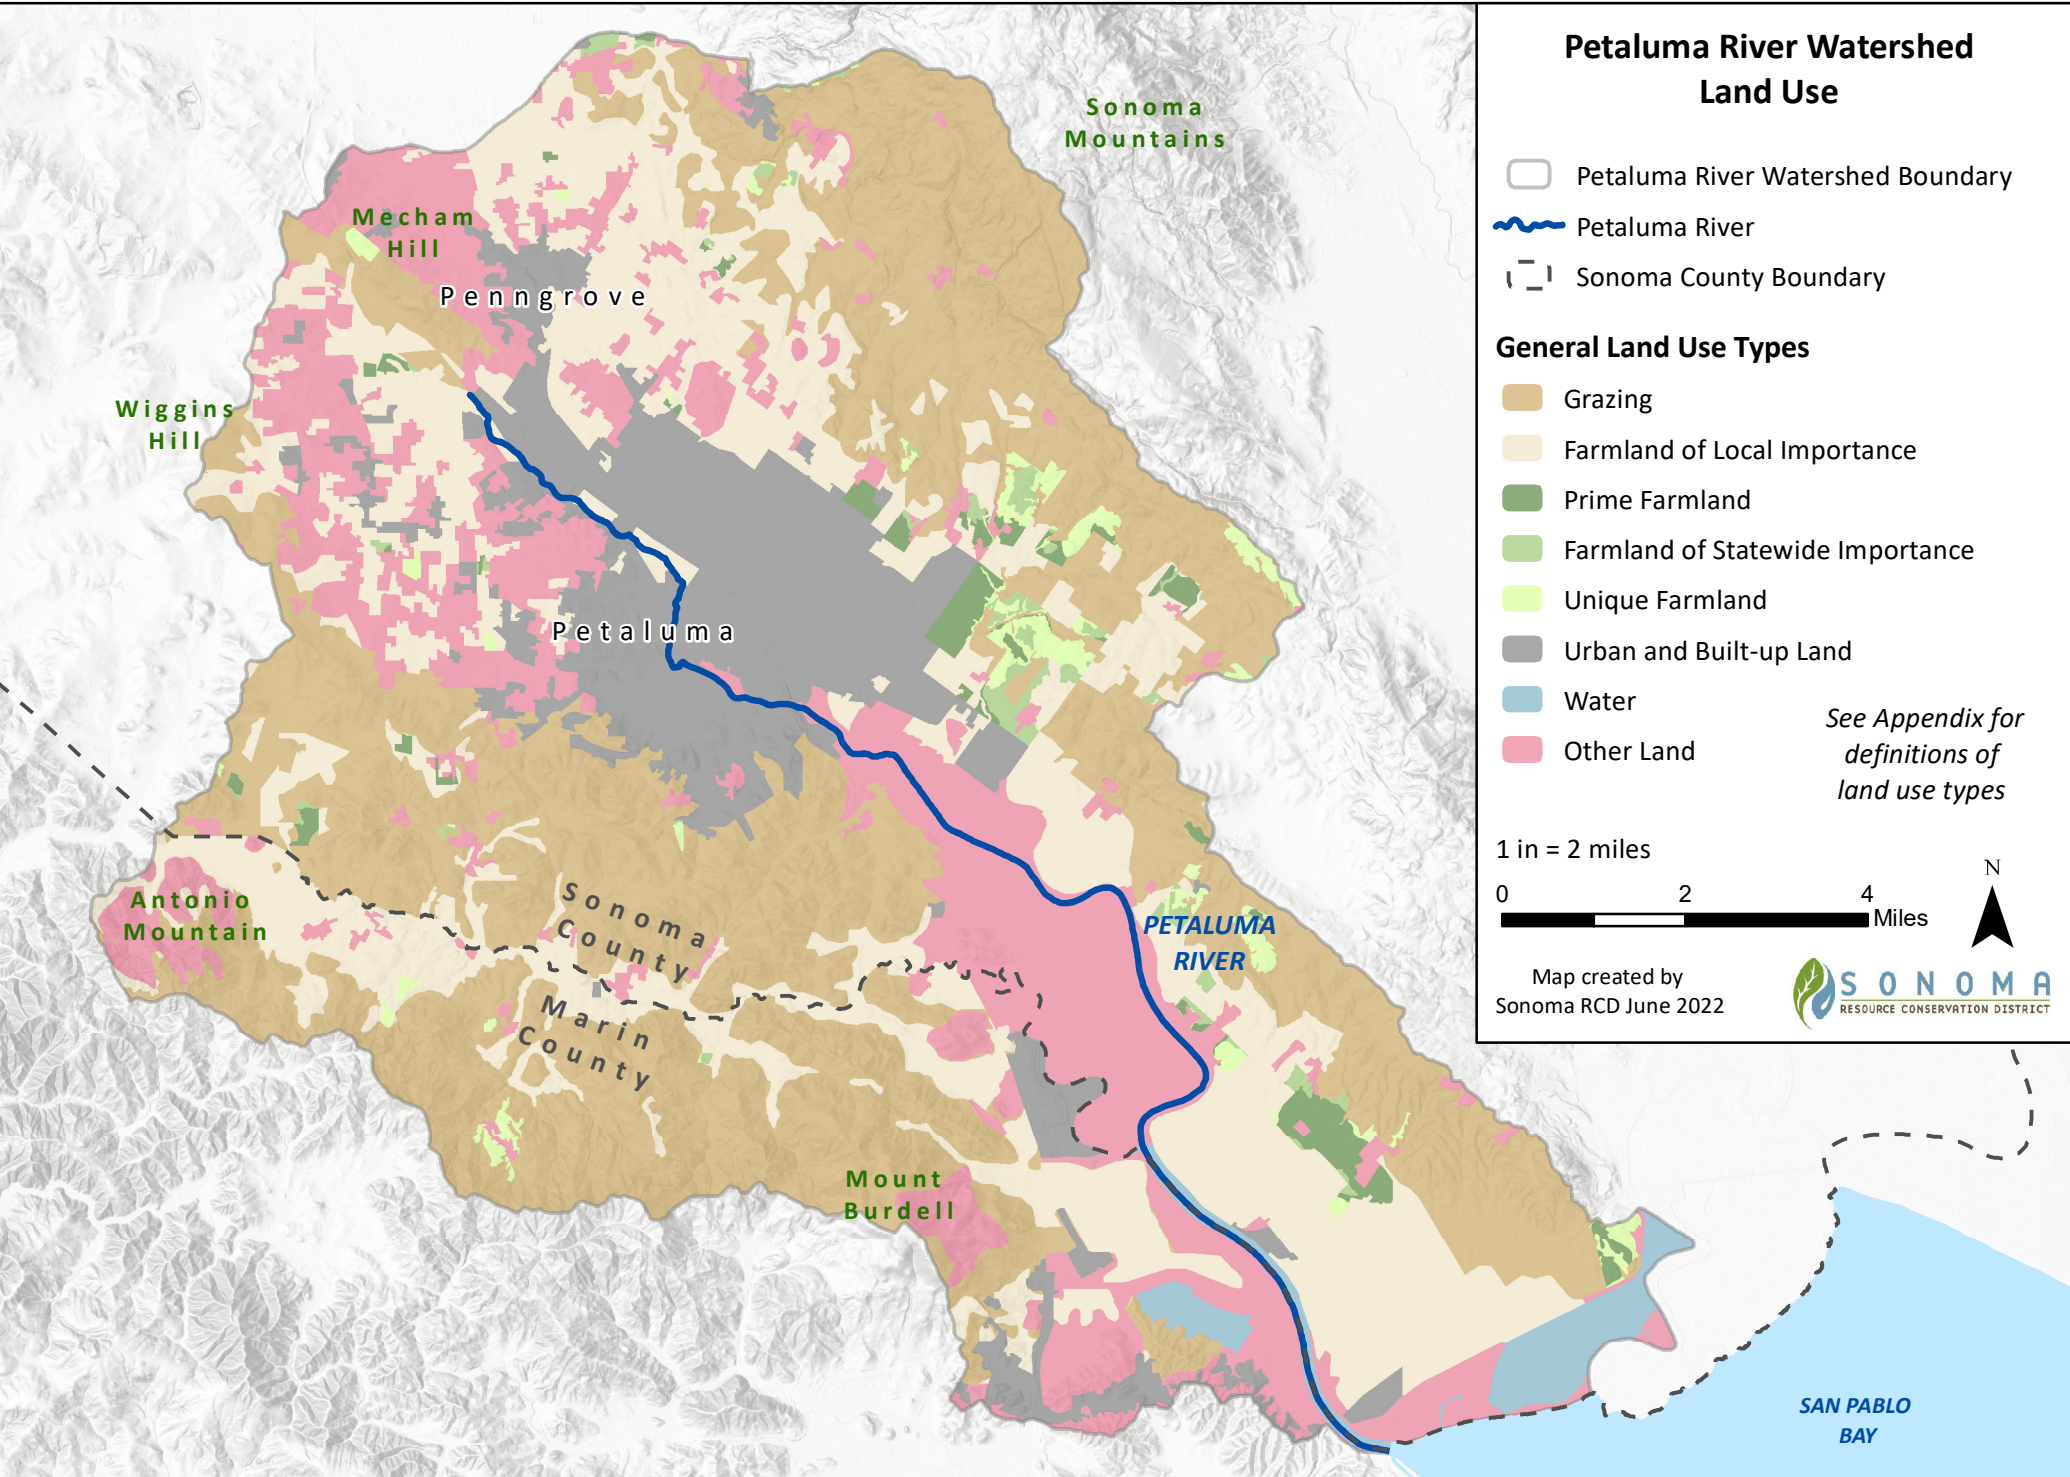 Petaluma River Watershed
Land Use
Petaluma River Watershed Boundary
Petaluma River
Sonoma County Boundary
General Land Use Types
Grazing
Farmland of Local Importance
Prime Farmland
Farmland of Statewide Importance
Unique Farmland
Urban and Built-up Land
Water
Other Land
See Appendix for
definitions of
land use types
1 in = 2 miles
0 2 4
Miles
N
Map created by
Sonoma RCD June 2022
SONOMA
RESOURCE CONSERVATION DISTRICT
Sonoma
Mountains
Mecham
Hill
Penngrove
Wiggins
Hill
Petaluma
Antonio
Mountain
Sonoma
County
Marin
County
PETALUMA
RIVER
Mount
Burdell
SAN PABLO
BAY